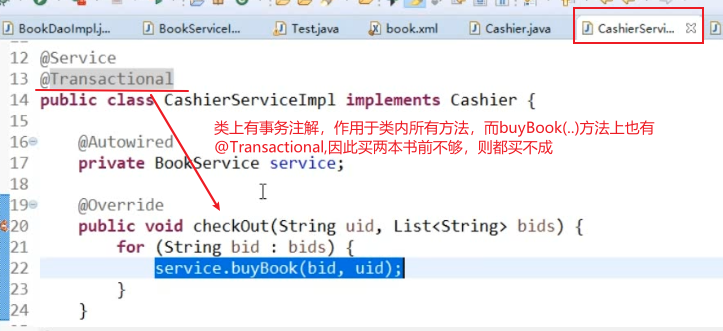 BookDaoImpl.j...
BookServiceI...
Test.java
book.xml
Cashier.java
CashierServi...
12 @Service
13 @Transactional
14 public class CashierServiceImpl implements Cashier {
15
类上有事务注解，作用于类内所有方法，而buyBook(..)方法上也有
16 @Autowired
@Transactional,因此买两本书前不够，则都买不成
17 private BookService service;
18
19 @Override
20 public void checkOut(String uid, List<String> bids) {
21 for (String bid : bids) {
22 service.buyBook(bid, uid);
23 }
24 }